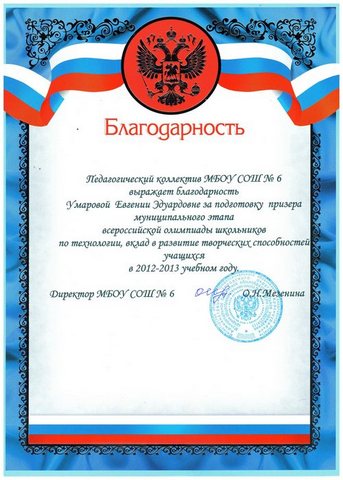 Благодарность
Педагогический коллектив МБОУ СОШ № 6
выражает благодарность
Умаровой Евгении Эдуардовне за подготовку призера
муниципального этапа
всероссийской олимпиады школьников
по технологии, вклад в развитие творческих способностей
учащихся
в 2012-2013 учебном году.
Директор МБОУ СОШ № 6 О.Н.Мезенина